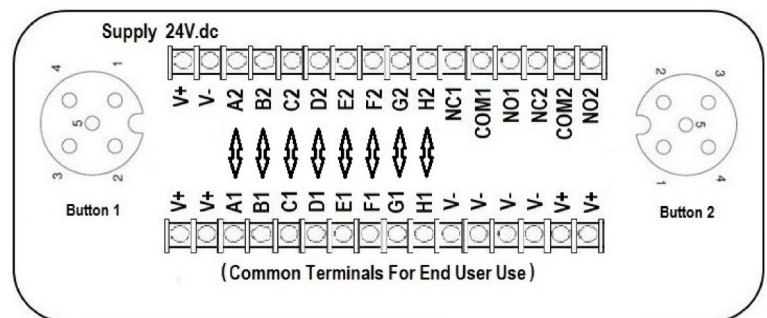 Supply 24V.dc
V+ V- A2 B2 C2 D2 E2 F2 G2 H2 NC1 COM1 NO1 NC2 COM2 NO2
4 1
5
3 2
Button 1
2 3
5
1 4
Button 2
V+ V+ A1 B1 C1 D1 E1 F1 G1 H1 V- V- V- V- V+ V+
(Common Terminals For End User Use)